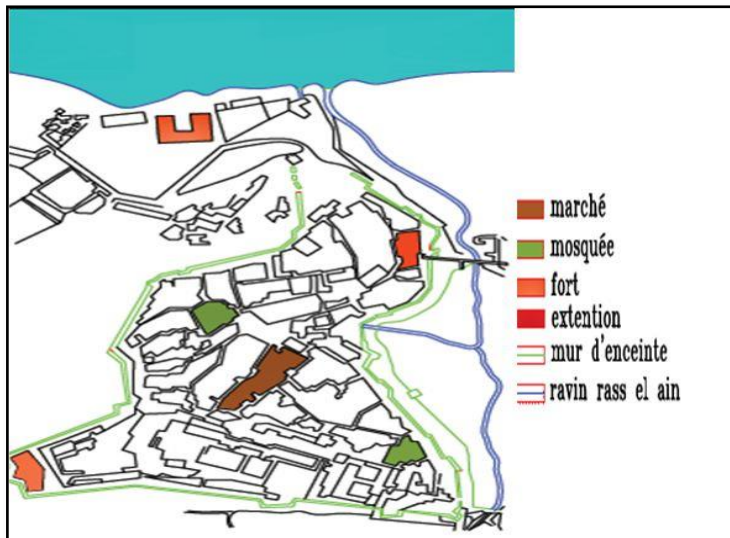 marché
mosquée
fort
extention
mur d'enceinte
ravin rass el ain